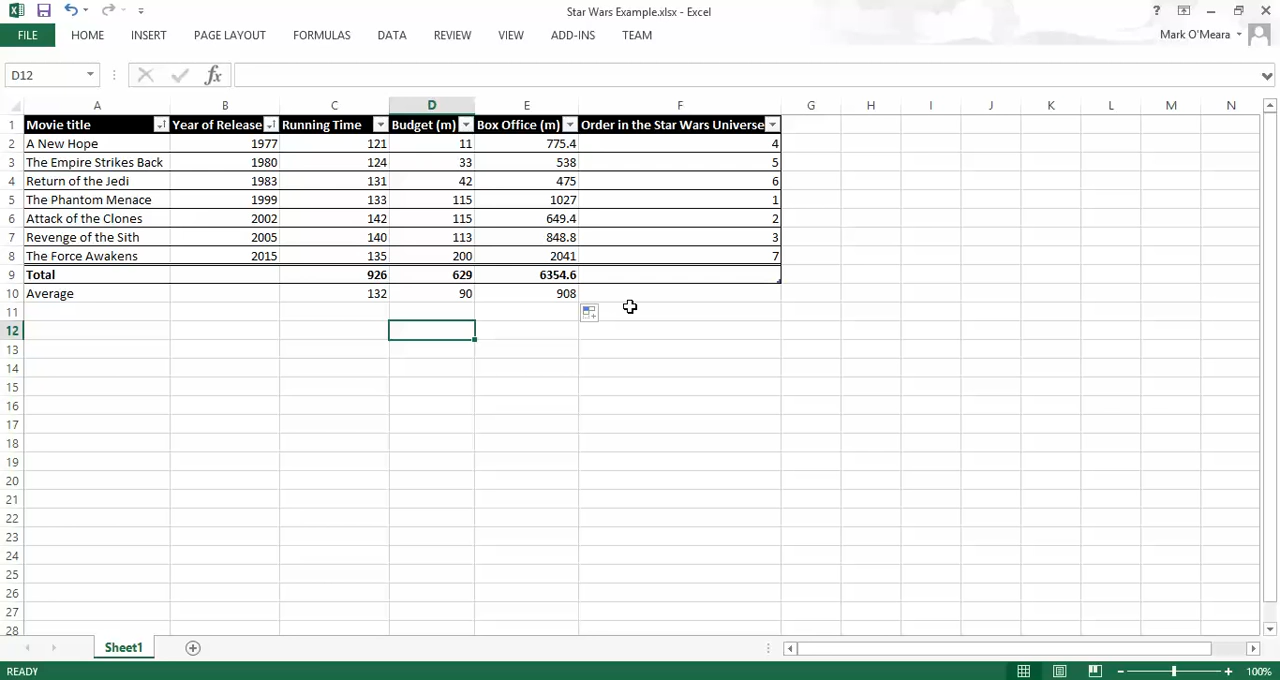 Star Wars Example.xlsx - Excel
FILE HOME INSERT PAGE LAYOUT FORMULAS DATA REVIEW VIEW ADD-INS TEAM Mark O'Meara
D12 fx
A B C D E F G H I J K L M N
1 Movie title Year of Release Running Time Budget (m) Box Office (m) Order in the Star Wars Universe
2 A New Hope 1977 121 11 775.4 4
3 The Empire Strikes Back 1980 124 33 538 5
4 Return of the Jedi 1983 131 42 475 6
5 The Phantom Menace 1999 133 115 1027 1
6 Attack of the Clones 2002 142 115 649.4 2
7 Revenge of the Sith 2005 140 113 848.8 3
8 The Force Awakens 2015 135 200 2041 7
9 Total 926 629 6354.6
10 Average 132 90 908
11
12
13
14
15
16
17
18
19
20
21
22
23
24
25
26
27
28
Sheet1
READY 100%